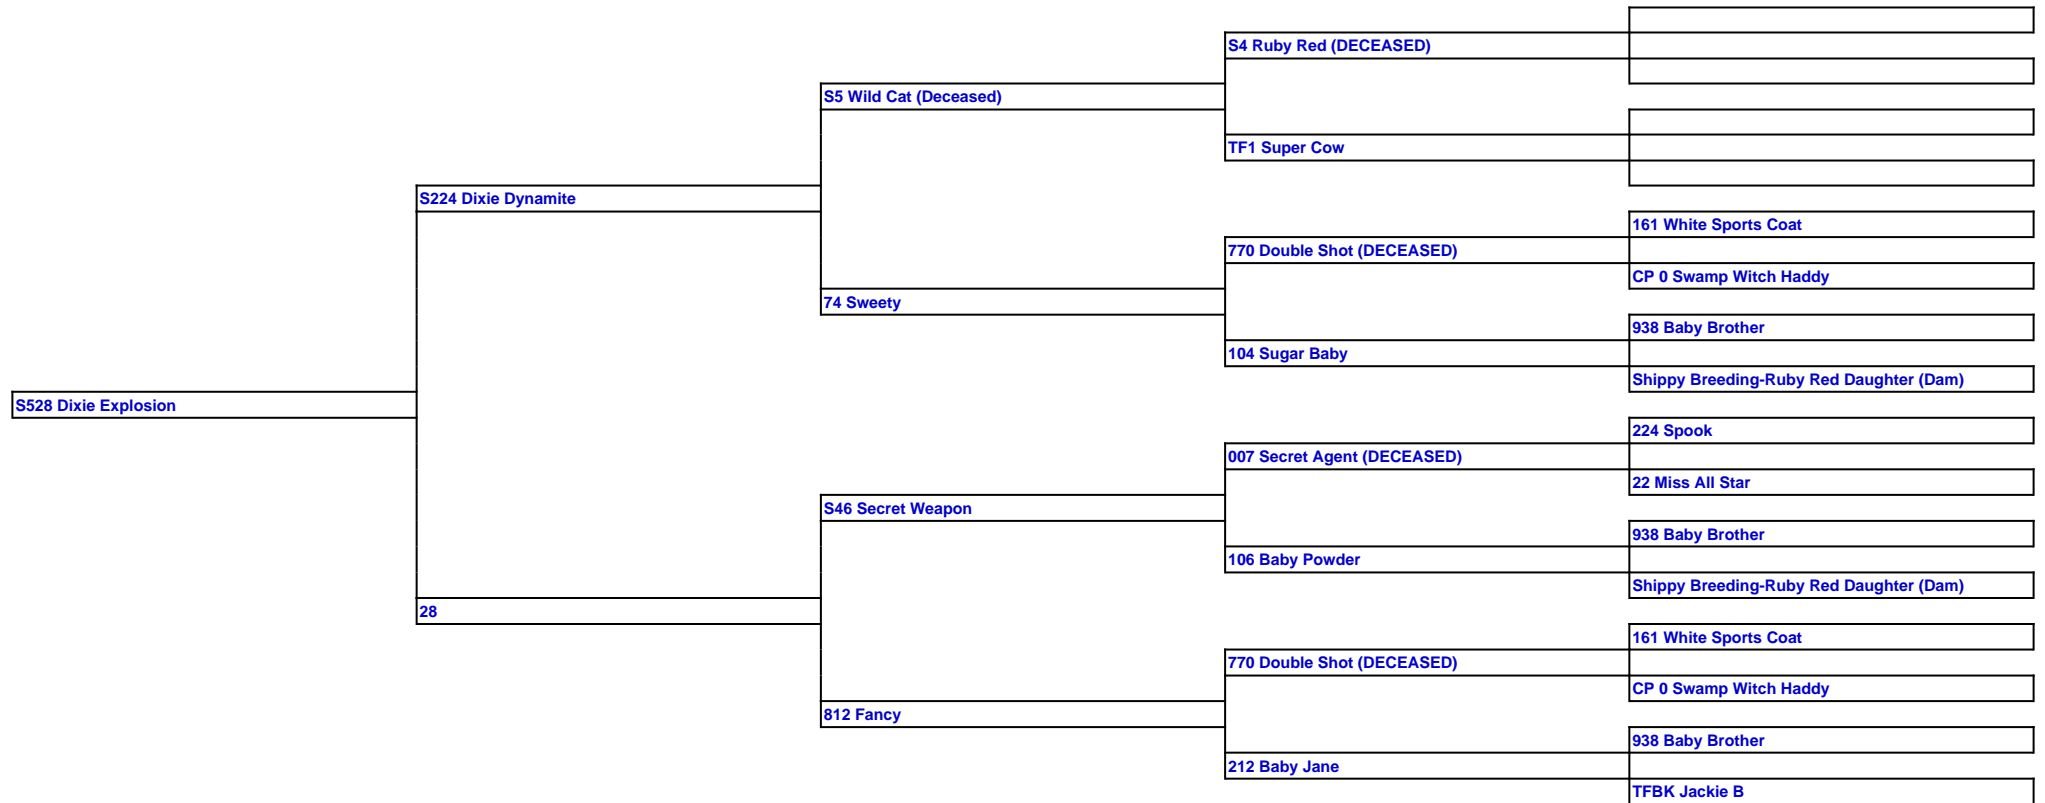 S4 Ruby Red (DECEASED)
S5 Wild Cat (Deceased)
TF1 Super Cow
S224 Dixie Dynamite
161 White Sports Coat
770 Double Shot (DECEASED)
CP 0 Swamp Witch Haddy
74 Sweety
938 Baby Brother
104 Sugar Baby
Shippy Breeding-Ruby Red Daughter (Dam)
S528 Dixie Explosion
224 Spook
007 Secret Agent (DECEASED)
22 Miss All Star
S46 Secret Weapon
938 Baby Brother
106 Baby Powder
Shippy Breeding-Ruby Red Daughter (Dam)
28
161 White Sports Coat
770 Double Shot (DECEASED)
CP 0 Swamp Witch Haddy
812 Fancy
938 Baby Brother
212 Baby Jane
TFBK Jackie B